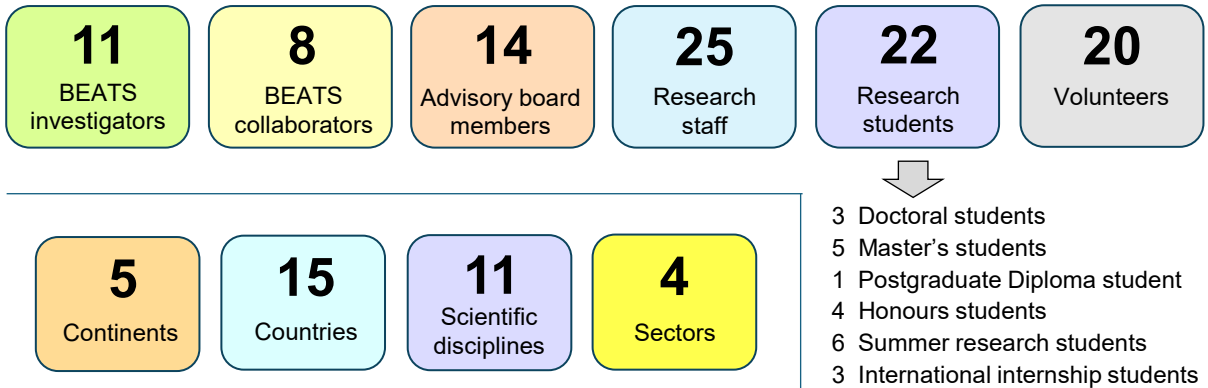 11
BEATS
investigators
8
BEATS
collaborators
14
Advisory board
members
25
Research
staff
22
Research
students
20
Volunteers
3 Doctoral students
5 Master’s students
1 Postgraduate Diploma student
4 Honours students
6 Summer research students
3 International internship students
5
Continents
15
Countries
11
Scientific
disciplines
4
Sectors